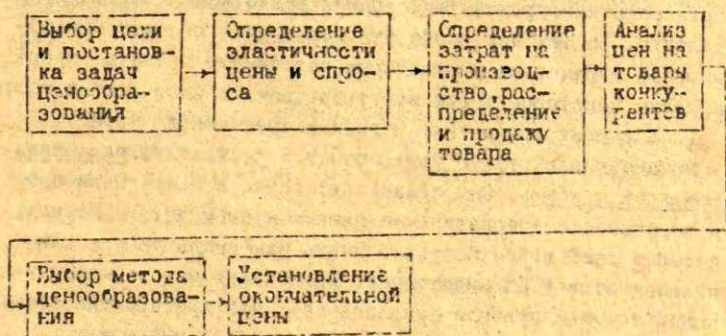 Выбор цели
и постанов-
ка задач
ценообра-
зования
Определение
эластичности
цены и спро-
са
Определение
затрат на
производ-
ство, рас-
пределение
и продажу
товара
Анализ
цен на
товары
конку-
рентов
Выбор метода
ценообразова-
ния
Установление
окончательной
цены